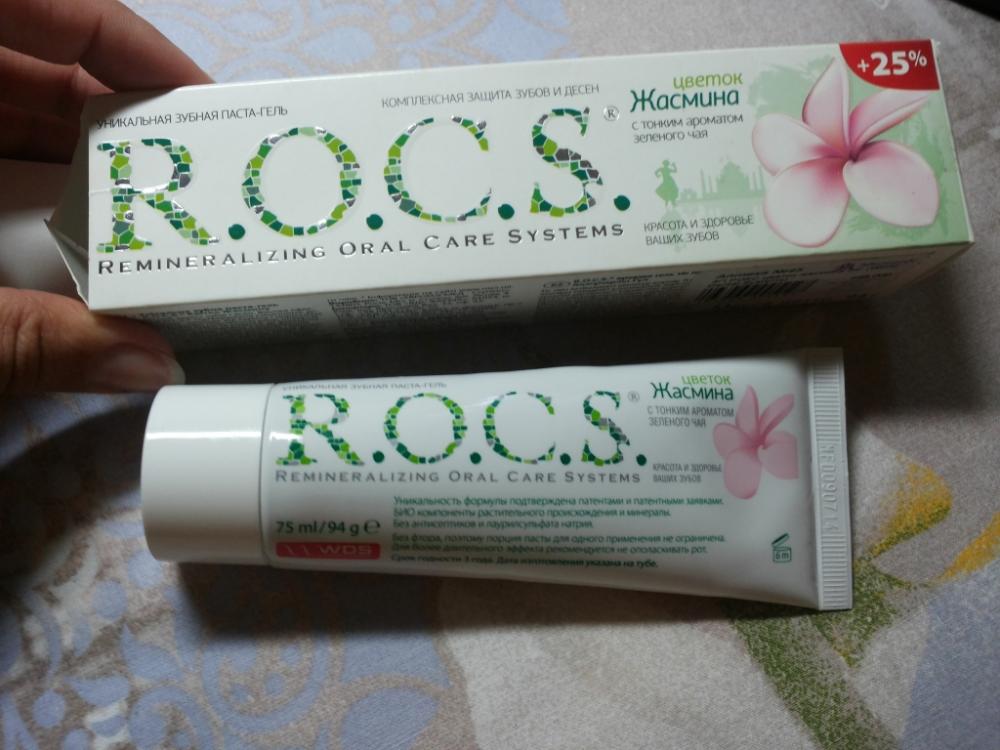 УНИКАЛЬНАЯ ЗУБНАЯ ПАСТА-ГЕЛЬ
КОМПЛЕКСНАЯ ЗАЩИТА ЗУБОВ И ДЕСЕН
R.O.C.S.®
REMINERALIZING ORAL CARE SYSTEMS
цветок
Жасмина
с тонким ароматом
зеленого чая
КРАСОТА И ЗДОРОВЬЕ
ВАШИХ ЗУБОВ
+25%
УНИКАЛЬНАЯ ЗУБНАЯ ПАСТА-ГЕЛЬ
R.O.C.S.®
REMINERALIZING ORAL CARE SYSTEMS
цветок
Жасмина
С ТОНКИМ АРОМАТОМ
ЗЕЛЕНОГО ЧАЯ
КРАСОТА И ЗДОРОВЬЕ
ВАШИХ ЗУБОВ
75 ml/94 g e
WDS
Уникальность формулы подтверждена патентами и патентными заявками.
БИО компоненты растительного происхождения и минералы.
Без антисептиков и лаурилсульфата натрия.
Без фтора, поэтому порция пасты для одного применения не ограничена.
Для более длительного эффекта рекомендуется не ополаскивать рот.
Срок годности 3 года. Дата изготовления указана на тубе.
6m